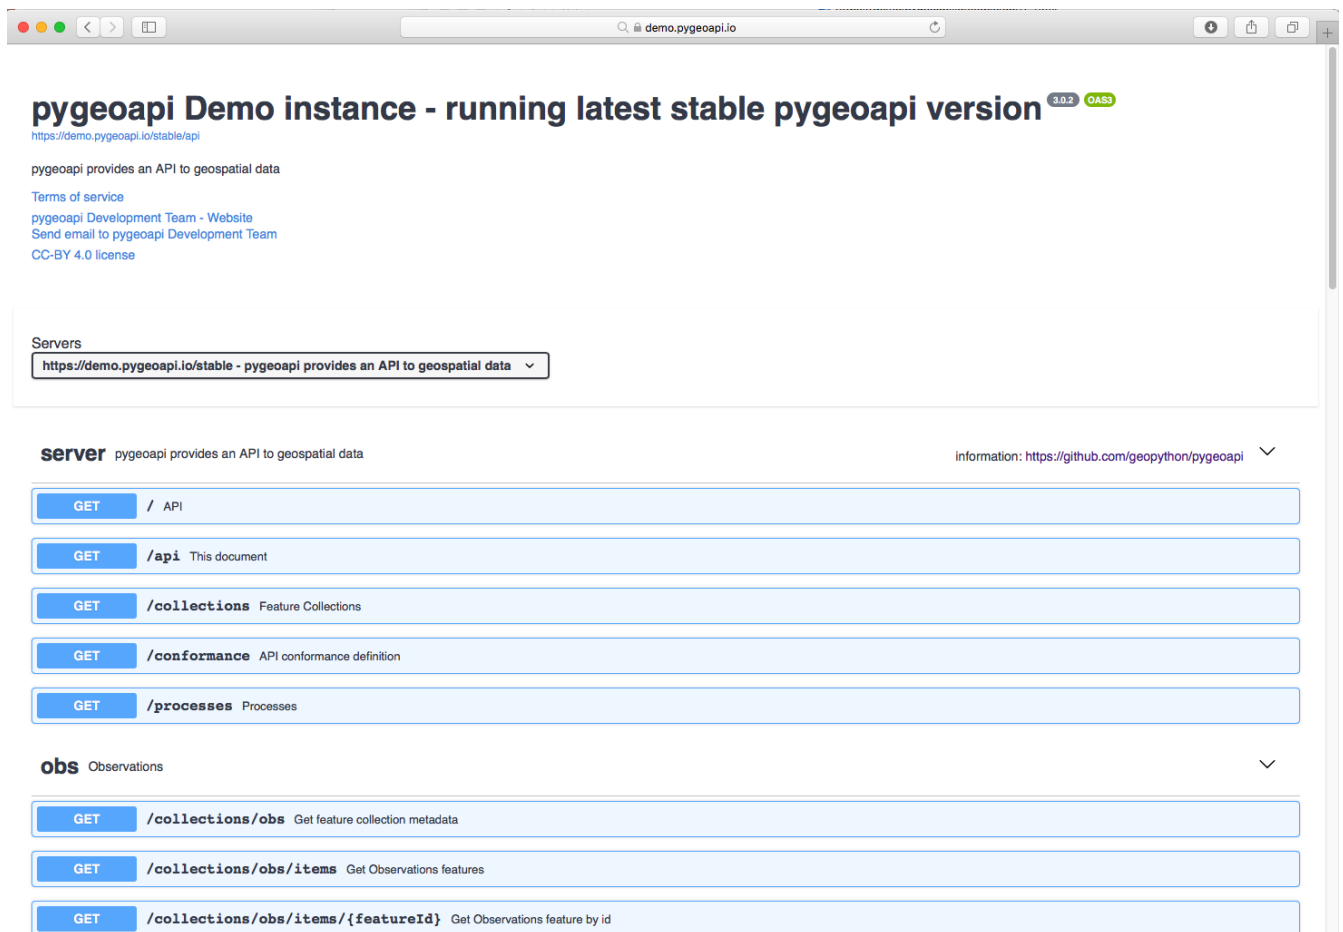 demo.pygeoapi.io
pygeoapi Demo instance - running latest stable pygeoapi version 3.0.2 OAS3
https://demo.pygeoapi.io/stable/api
pygeoapi provides an API to geospatial data
Terms of service
pygeoapi Development Team - Website
Send email to pygeoapi Development Team
CC-BY 4.0 license
Servers
https://demo.pygeoapi.io/stable - pygeoapi provides an API to geospatial data
server pygeoapi provides an API to geospatial data information: https://github.com/geopython/pygeoapi
GET / API
GET /api This document
GET /collections Feature Collections
GET /conformance API conformance definition
GET /processes Processes
obs Observations
GET /collections/obs Get feature collection metadata
GET /collections/obs/items Get Observations features
GET /collections/obs/items/{featureId} Get Observations feature by id